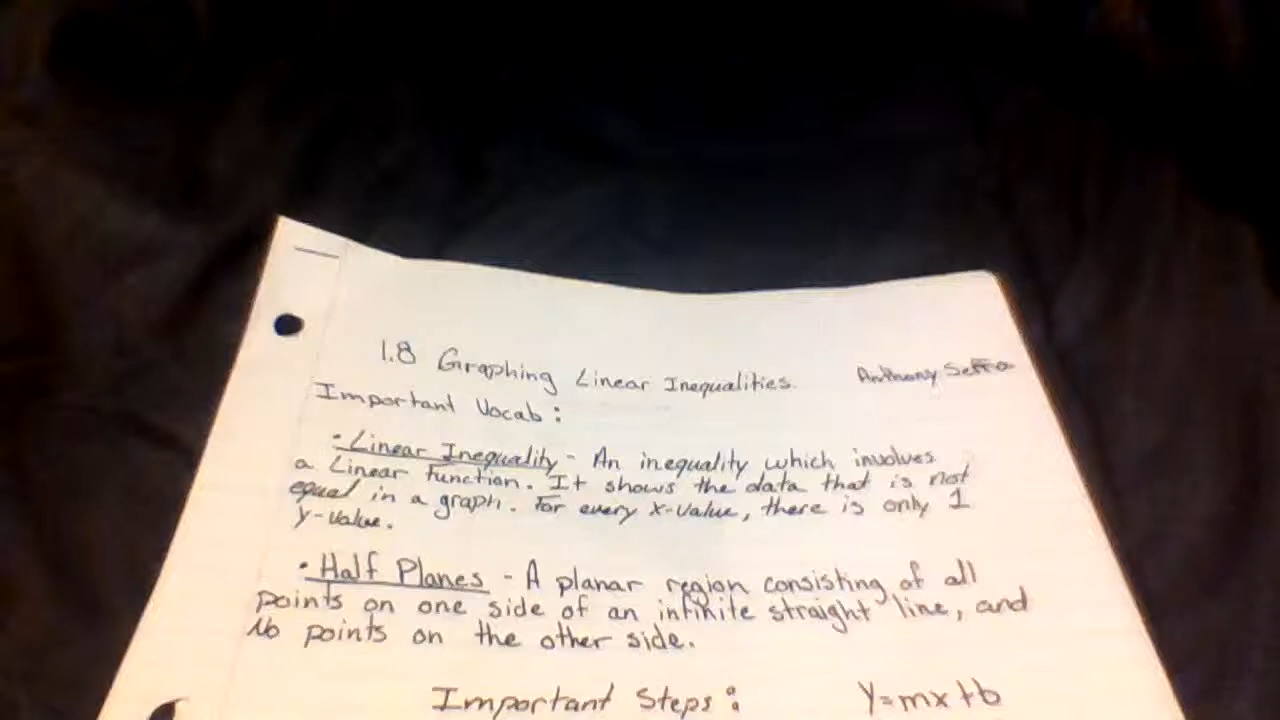 1.8 Graphing Linear Inequalities.
Anthony
Important Vocab:
• Linear Inequality - An inequality which involves
a Linear Function. It shows the data that is not
equal in a graph. For every x-value, there is only 1
y-value.
• Half Planes - A planar region consisting of all
points on one side of an infinite straight line, and
No points on the other side.
Important Steps: y=mx+b